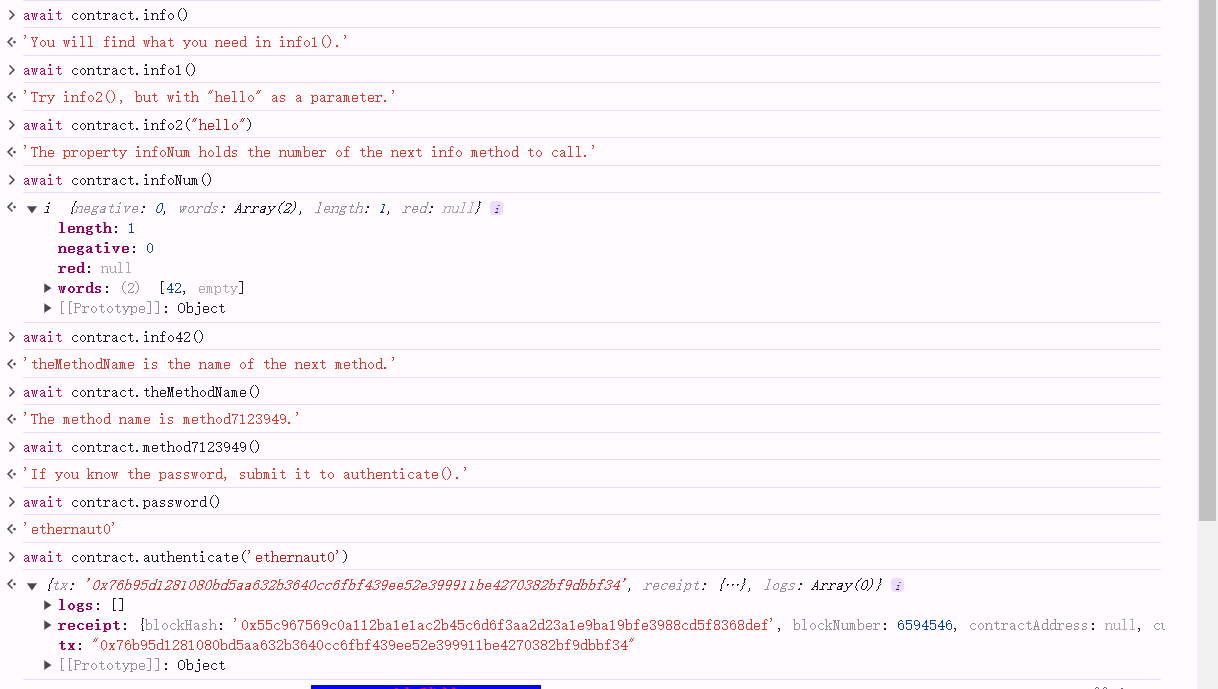 > await contract.info()
<· 'You will find what you need in info1().'
> await contract.info1()
<· 'Try info2(), but with "hello" as a parameter.'
> await contract.info2("hello")
<· 'The property infoNum holds the number of the next info method to call.'
> await contract.infoNum()
<· ▼ i {negative: 0, words: Array(2), length: 1, red: null} i
length: 1
negative: 0
red: null
▶ words: (2) [42, empty]
▶ [[Prototype]]: Object
> await contract.info42()
<· 'theMethodName is the name of the next method.'
> await contract.theMethodName()
<· 'The method name is method7123949.'
> await contract.method7123949()
<· 'If you know the password, submit it to authenticate().'
> await contract.password()
<· 'ethernaut0'
> await contract.authenticate('ethernaut0')
<· ▼ {tx: '0x76b95d1281080bd5aa632b3640cc6fbf439ee52e399911be4270382bf9dbbf34', receipt: {…}, logs: Array(0)} i
▶ logs: []
▶ receipt: {blockHash: '0x55c967569c0a112ba1e1ac2b45c6d6f3aa2d23a1e9ba19bfe3988cd5f8368def', blockNumber: 6594546, contractAddress: null, cu
tx: "0x76b95d1281080bd5aa632b3640cc6fbf439ee52e399911be4270382bf9dbbf34"
▶ [[Prototype]]: Object